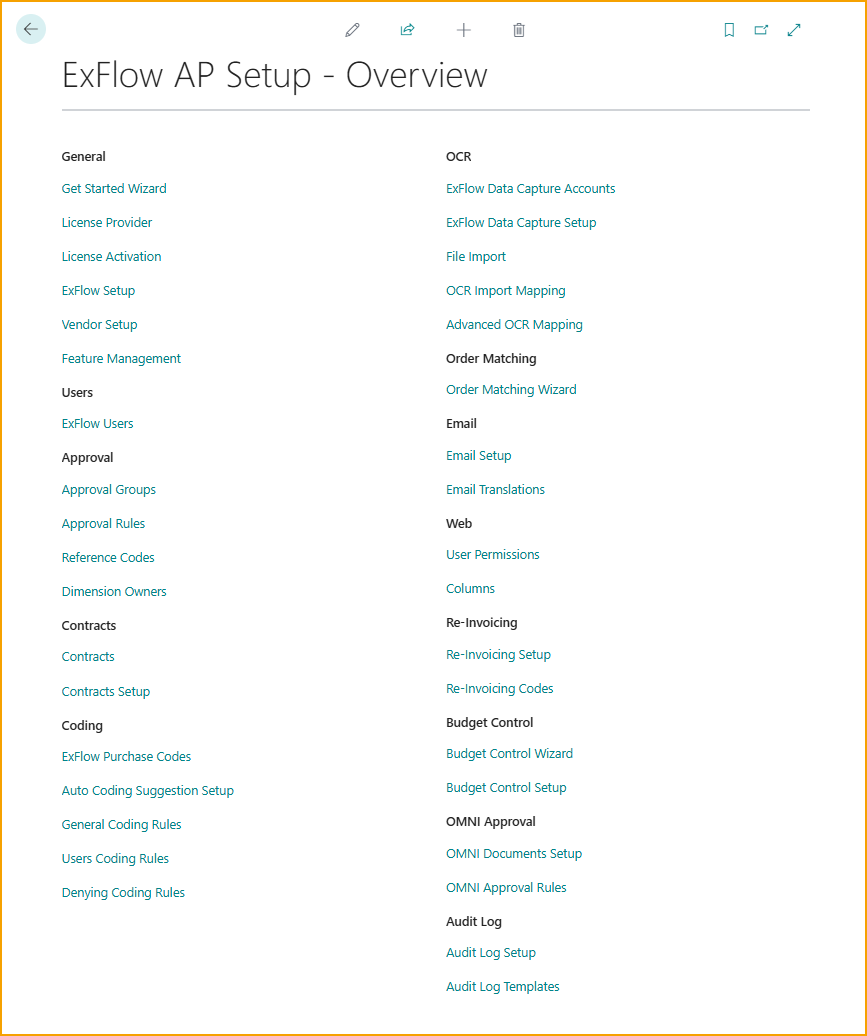 ExFlow AP Setup - Overview
General
Get Started Wizard
License Provider
License Activation
ExFlow Setup
Vendor Setup
Feature Management
Users
ExFlow Users
Approval
Approval Groups
Approval Rules
Reference Codes
Dimension Owners
Contracts
Contracts
Contracts Setup
Coding
ExFlow Purchase Codes
Auto Coding Suggestion Setup
General Coding Rules
Users Coding Rules
Denying Coding Rules
OCR
ExFlow Data Capture Accounts
ExFlow Data Capture Setup
File Import
OCR Import Mapping
Advanced OCR Mapping
Order Matching
Order Matching Wizard
Email
Email Setup
Email Translations
Web
User Permissions
Columns
Re-Invoicing
Re-Invoicing Setup
Re-Invoicing Codes
Budget Control
Budget Control Wizard
Budget Control Setup
OMNI Approval
OMNI Documents Setup
OMNI Approval Rules
Audit Log
Audit Log Setup
Audit Log Templates